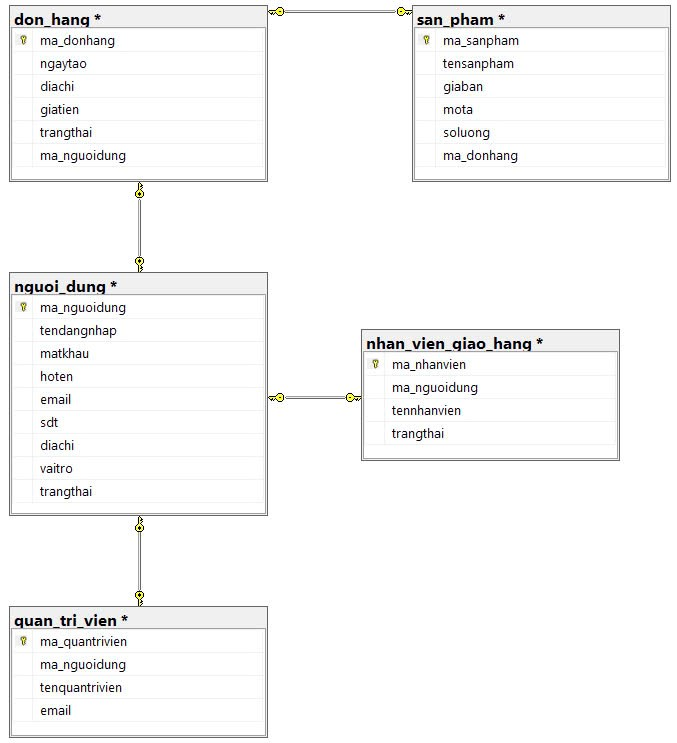 don_hang *
ma_donhang
ngaytao
diachi
giatien
trangthai
ma_nguoidung
san_pham *
ma_sanpham
tensanpham
giaban
mota
soluong
ma_donhang
nguoi_dung *
ma_nguoidung
tendangnhap
matkhau
hoten
email
sdt
diachi
vaitro
trangthai
nhan_vien_giao_hang *
ma_nhanvien
ma_nguoidung
tennhanvien
trangthai
quan_tri_vien *
ma_quantrivien
ma_nguoidung
tenquantrivien
email